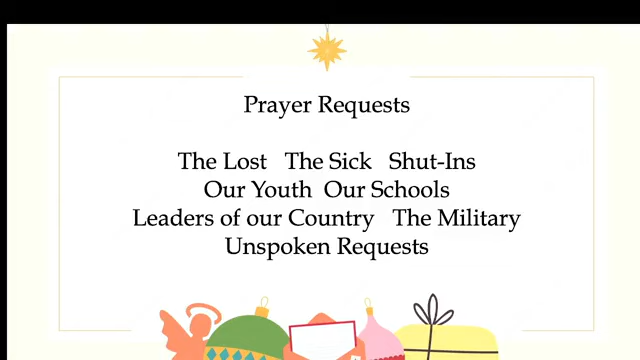 Prayer Requests
The Lost   The Sick   Shut-Ins
Our Youth  Our Schools
Leaders of our Country   The Military
Unspoken Requests